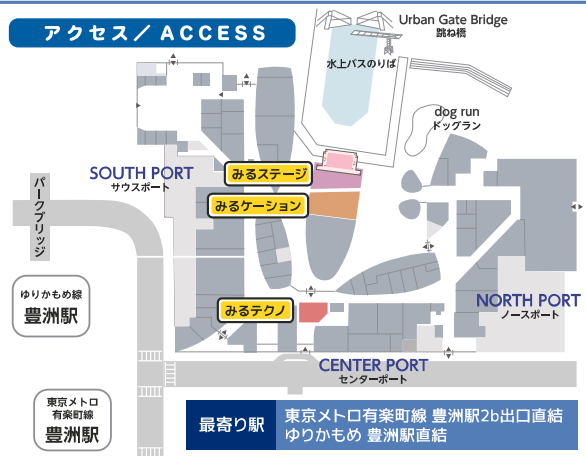 アクセス／ACCESS
Urban Gate Bridge
跳ね橋
水上バスのりば
dog run
ドッグラン
SOUTH PORT
サウスポート
みるステージ
みるケーション
パークブリッジ
ゆりかもめ線
豊洲駅
みるテクノ
NORTH PORT
ノースポート
CENTER PORT
センターポート
東京メトロ
有楽町線
豊洲駅
最寄り駅
東京メトロ有楽町線 豊洲駅2b出口直結
ゆりかもめ 豊洲駅直結